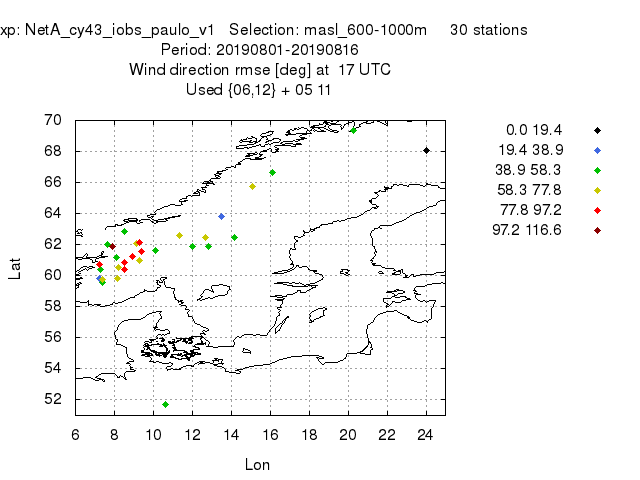 xp: NetA_cy43_iobs_paulo_v1 Selection: masl_600-1000m 30 stations
Period: 20190801-20190816
Wind direction rmse [deg] at 17 UTC
Used {06,12} + 05 11
70
68
66
64
62
60
58
56
54
52
Lat
6 8 10 12 14 16 18 20 22 24
Lon
0.0 19.4
19.4 38.9
38.9 58.3
58.3 77.8
77.8 97.2
97.2 116.6